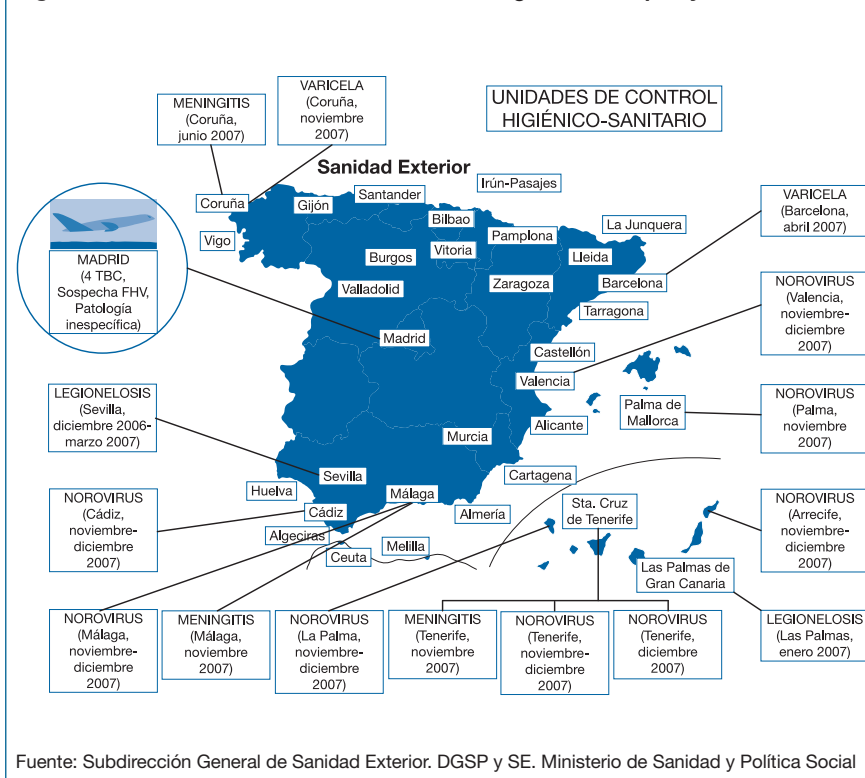 MENINGITIS
(Coruña,
junio 2007)
VARICELA
(Coruña,
noviembre
2007)
UNIDADES DE CONTROL
HIGIÉNICO-SANITARIO
Sanidad Exterior
Coruña
Vigo
Gijón
Santander
Bilbao
Irún-Pasajes
Vitoria
Pamplona
Burgos
Valladolid
Zaragoza
Lleida
La Junquera
Barcelona
Tarragona
Madrid
Castellón
Valencia
Alicante
Palma de
Mallorca
Murcia
Cartagena
Sevilla
Huelva
Cádiz
Málaga
Almería
Algeciras
Ceuta
Melilla
Sta. Cruz
de Tenerife
Las Palmas de
Gran Canaria
MADRID
(4 TBC,
Sospecha FHV,
Patología
inespecífica)
VARICELA
(Barcelona,
abril 2007)
NOROVIRUS
(Valencia,
noviembre-
diciembre
2007)
NOROVIRUS
(Palma,
noviembre
2007)
NOROVIRUS
(Arrecife,
noviembre-
diciembre
2007)
LEGIONELOSIS
(Sevilla,
diciembre 2006-
marzo 2007)
NOROVIRUS
(Cádiz,
noviembre-
diciembre
2007)
NOROVIRUS
(Málaga,
noviembre-
diciembre
2007)
MENINGITIS
(Málaga,
noviembre
2007)
NOROVIRUS
(La Palma,
noviembre-
diciembre
2007)
MENINGITIS
(Tenerife,
noviembre
2007)
NOROVIRUS
(Tenerife,
noviembre-
diciembre
2007)
NOROVIRUS
(Tenerife,
diciembre
2007)
LEGIONELOSIS
(Las Palmas,
enero 2007)
Fuente: Subdirección General de Sanidad Exterior. DGSP y SE. Ministerio de Sanidad y Política Social